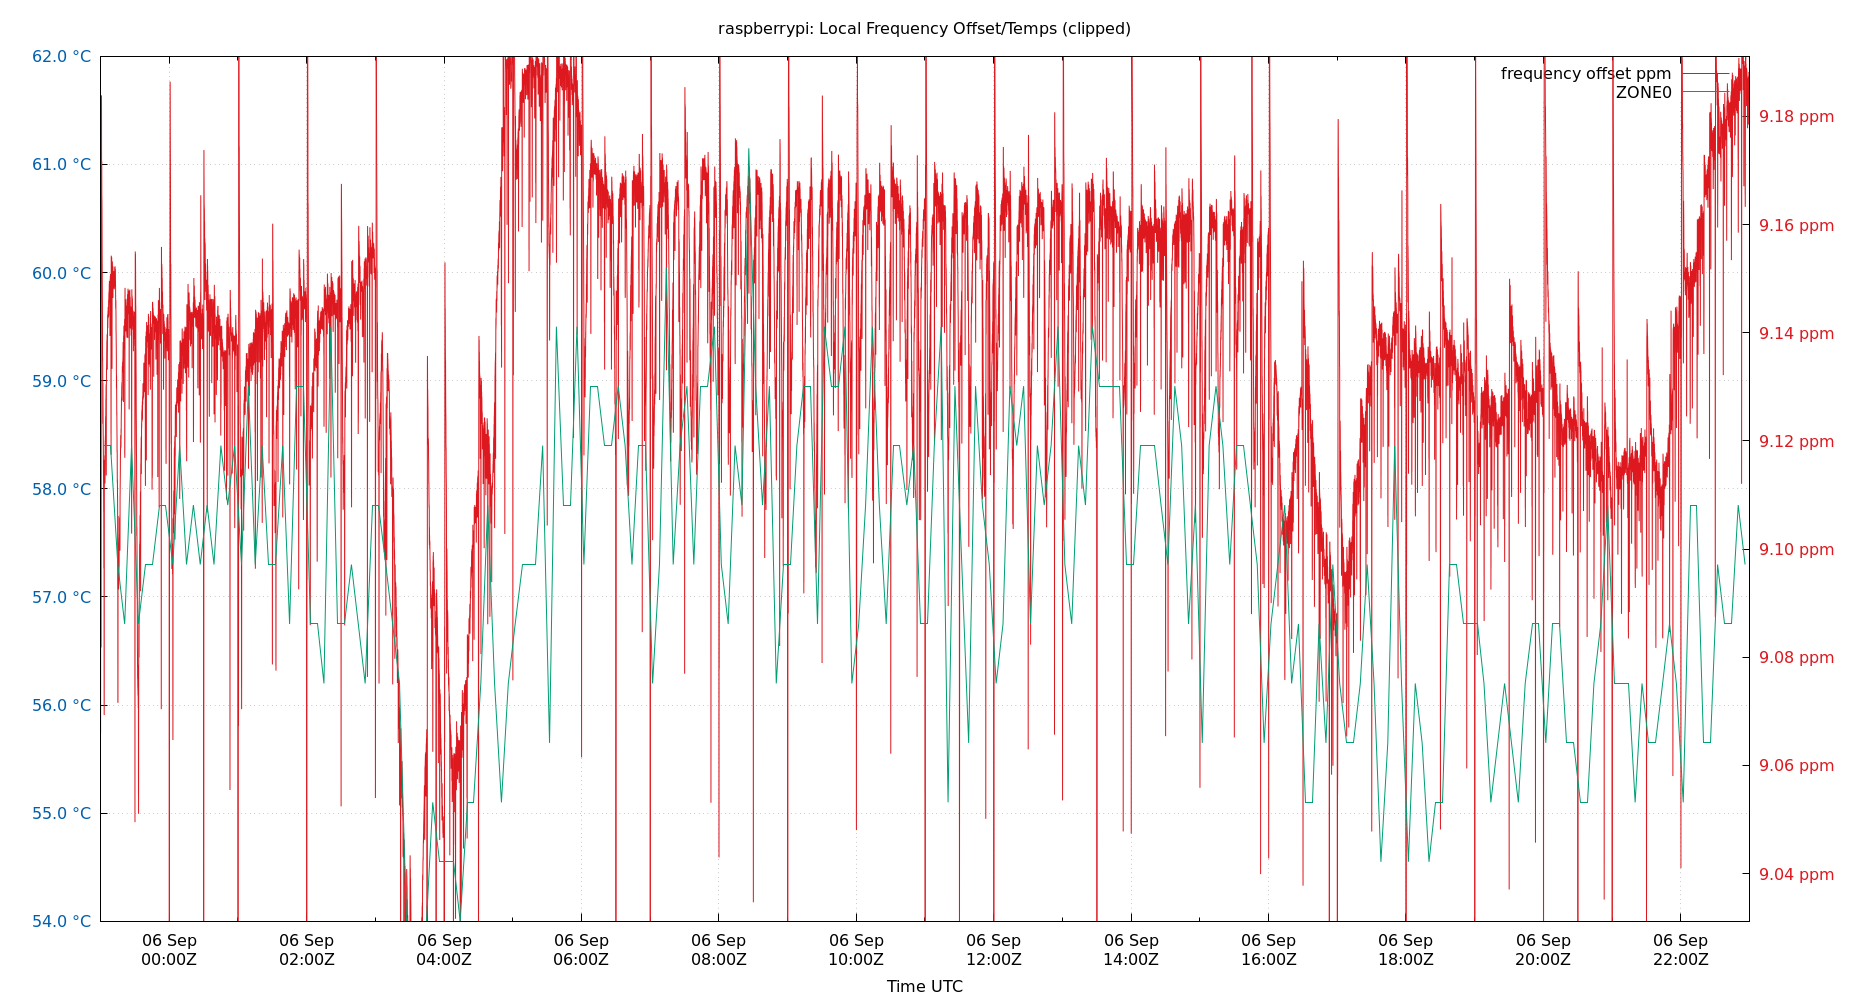 raspberrypi: Local Frequency Offset/Temps (clipped)
frequency offset ppm
ZONE0
62.0 °C
61.0 °C
60.0 °C
59.0 °C
58.0 °C
57.0 °C
56.0 °C
55.0 °C
54.0 °C
9.18 ppm
9.16 ppm
9.14 ppm
9.12 ppm
9.10 ppm
9.08 ppm
9.06 ppm
9.04 ppm
06 Sep 06 Sep 06 Sep 06 Sep 06 Sep 06 Sep 06 Sep 06 Sep 06 Sep 06 Sep 06 Sep 06 Sep
00:00Z 02:00Z 04:00Z 06:00Z 08:00Z 10:00Z 12:00Z 14:00Z 16:00Z 18:00Z 20:00Z 22:00Z
Time UTC